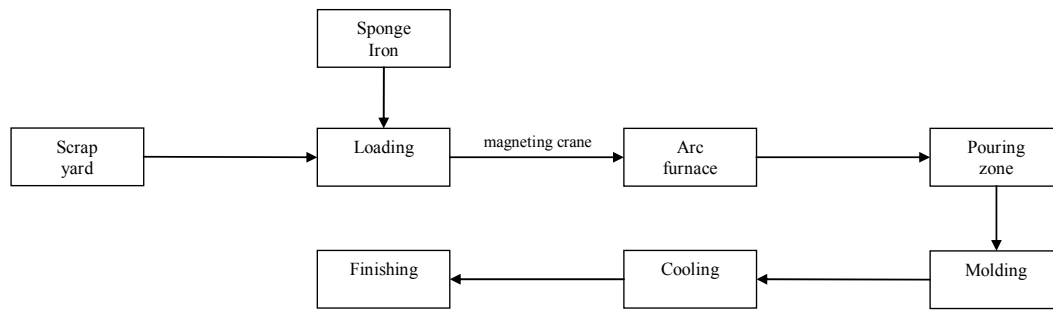 Sponge
Iron
Scrap
yard
Loading
magneting crane
Arc
furnace
Pouring
zone
Finishing
Cooling
Molding